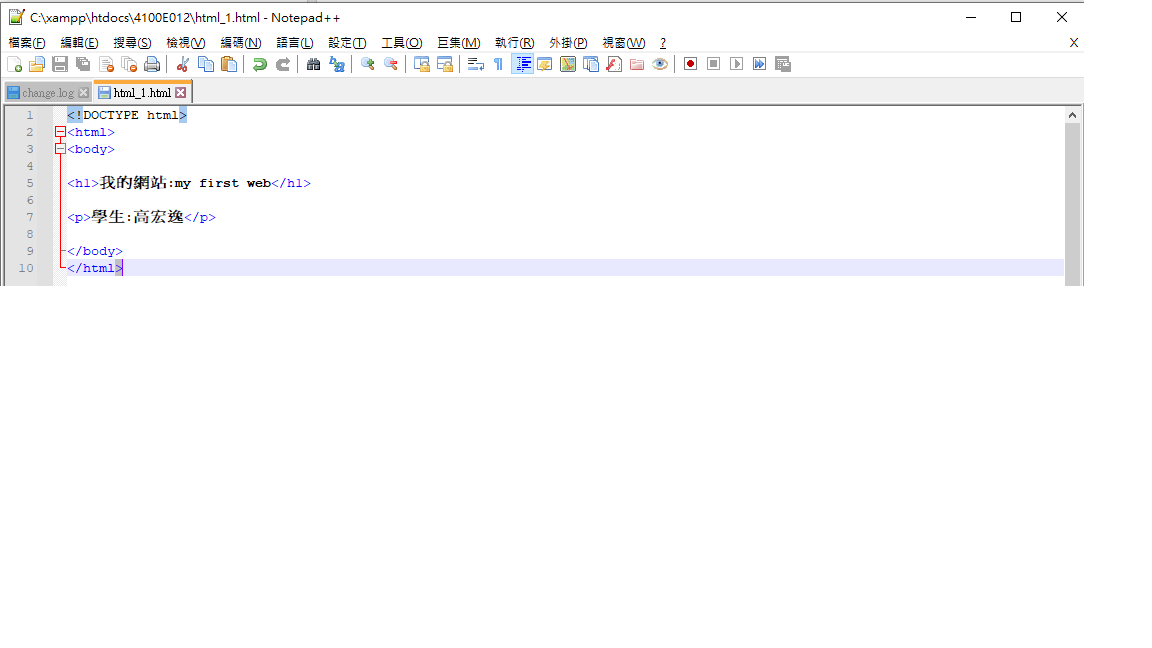 C:\xampp\htdocs\4100E012\html_1.html - Notepad++
檔案(F) 編輯(E) 搜尋(S) 檢視(V) 編碼(N) 語言(L) 設定(T) 工具(O) 巨集(M) 執行(R) 外掛(P) 視窗(W) ? X
change.log html_1.html
1 <!DOCTYPE html>
2 <html>
3 <body>
4
5 <h1>我的網站:my first web</h1>
6
7 <p>學生:高宏逸</p>
8
9 </body>
10 </html>